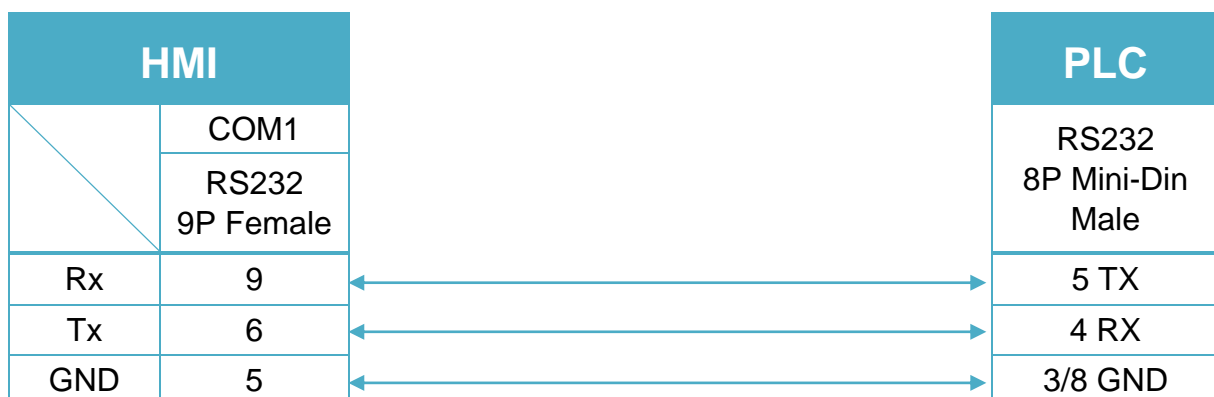 HMI
PLC
COM1
RS232
9P Female
RS232
8P Mini-Din
Male
Rx 9 5 TX
Tx 6 4 RX
GND 5 3/8 GND